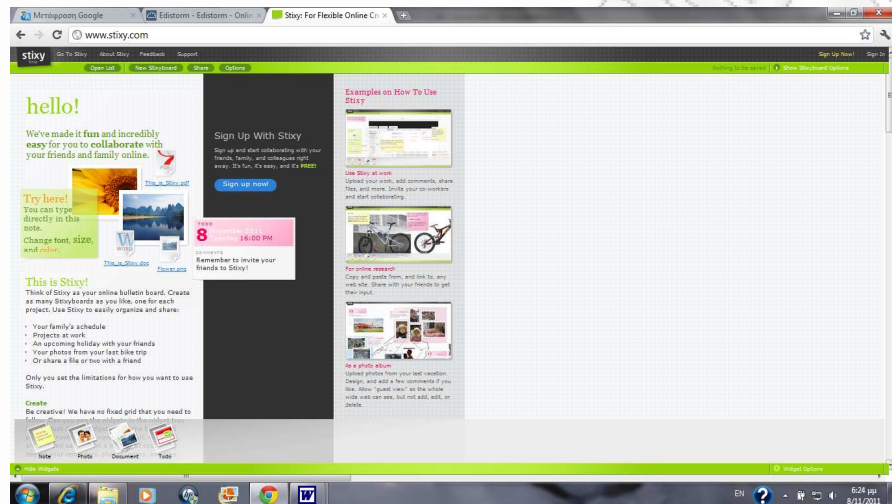 Μετάφραση Google
Edistorm - Edistorm - Onlin
Stixy: For Flexible Online Cr
www.stixy.com
stixy
Go To Stixy
About Stixy
Feedback
Support
Sign Up Now!
Sign In
Open List
New Stixyboard
Share
Options
Nothing to be saved
Show Stixyboard Options
hello!
We've made it fun and incredibly
easy for you to collaborate with
your friends and family online.
This_is_Stixy.pdf
Try here!
You can type
directly in this
note.
Change font, size,
and color.
WORD
This_is_Stixy.doc
Flower.png
This is Stixy!
Think of Stixy as your online bulletin board. Create
as many Stixyboards as you like, one for each
project. Use Stixy to easily organize and share:
Your family's schedule
Projects at work
An upcoming holiday with your friends
Your photos from your last bike trip
Or share a file or two with a friend
Only you set the limitations for how you want to use
Stixy.
Create
Be creative! We have no fixed grid that you need to
Sign Up With Stixy
Sign up and start collaborating with your
friends, family, and colleagues right
away. It's fun, it's easy, and it's FREE!
Sign up now!
TODO
8 November 2011
16:00 PM
COMMENTS
Remember to invite your
friends to Stixy!
Examples on How To Use
Stixy
Use Stixy at work
Upload your work, add comments, share
files, and more. Invite your co-workers
and start collaborating.
For online research
Copy and paste from, and link to, any
web site. Share with your friends to get
their input.
As a photo album
Upload photos from your last vacation.
Design, and add a few comments if you
like. Allow "guest view" so the whole
wide web can see, but not add, edit, or
delete.
Note
Photo
Document
Todo
Hide Widgets
Widget Options
EN
6:24 μμ
8/11/2011